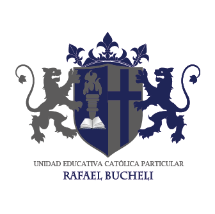 UNIDAD EDUCATIVA CATÓLICA PARTICULAR
RAFAEL BUCHELI